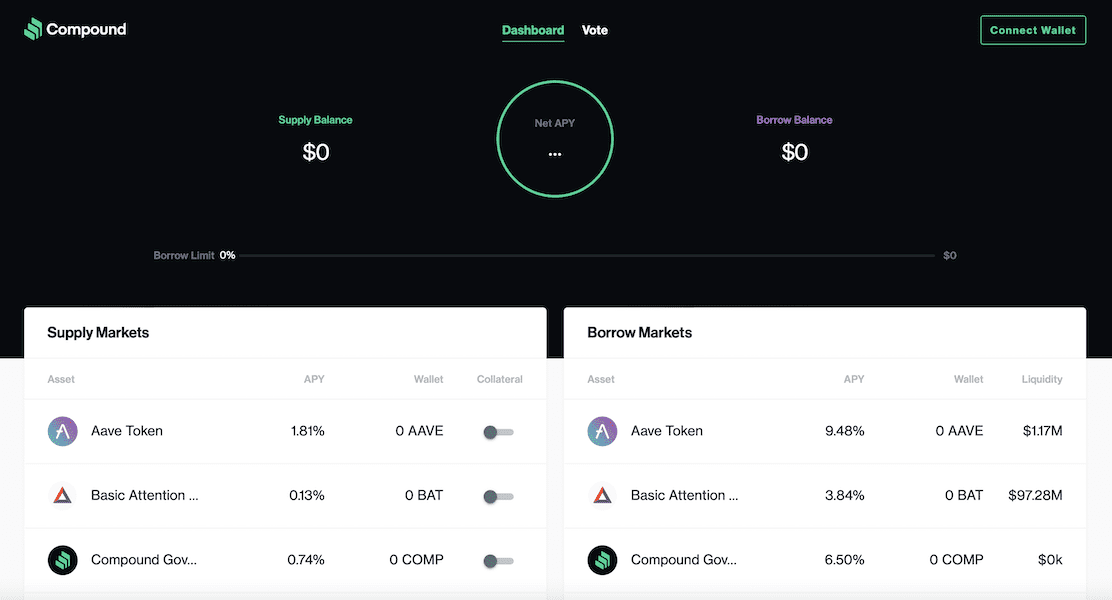 Compound
Dashboard Vote
Connect Wallet
Supply Balance
$0
Net APY
...
Borrow Balance
$0
Borrow Limit 0%
$0
Supply Markets
Asset APY Wallet Collateral
Aave Token 1.81% 0 AAVE
Basic Attention ... 0.13% 0 BAT
Compound Gov... 0.74% 0 COMP
Borrow Markets
Asset APY Wallet Liquidity
Aave Token 9.48% 0 AAVE $1.17M
Basic Attention ... 3.84% 0 BAT $97.28M
Compound Gov... 6.50% 0 COMP $0k